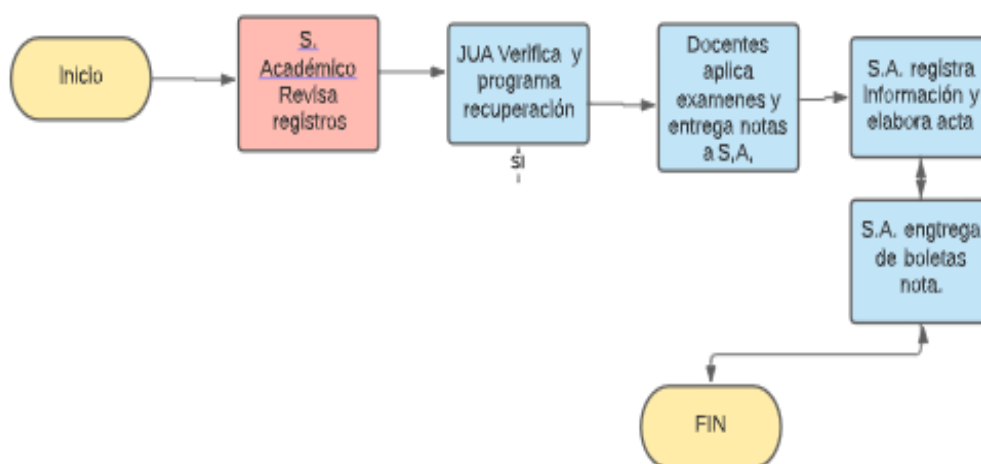 Inicio
S.
Académico
Revisa
registros
JUA Verifica y
programa
recuperación
SI
Docentes
aplica
examenes y
entrega notas
a S.A.
S.A. registra
Información y
elabora acta
S.A. engtrega
de boletas
nota.
FIN